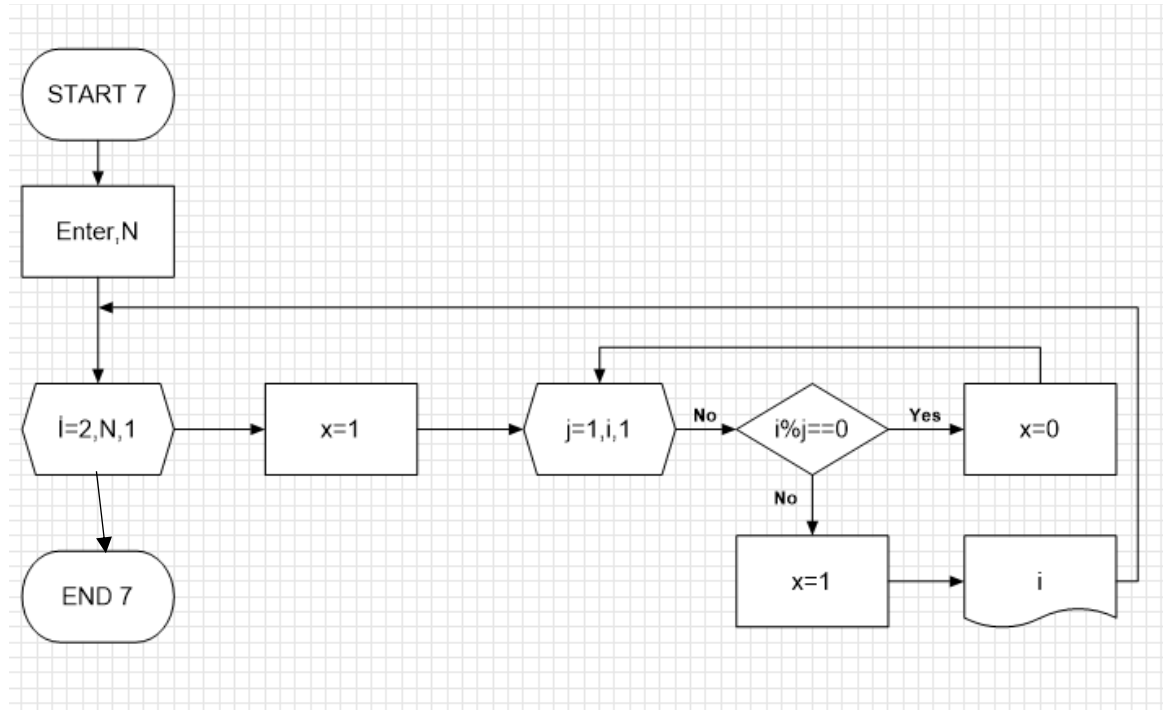 START 7
Enter,N
İ=2,N,1
x=1
j=1,i,1
No
i%j==0
Yes
x=0
No
x=1
i
END 7